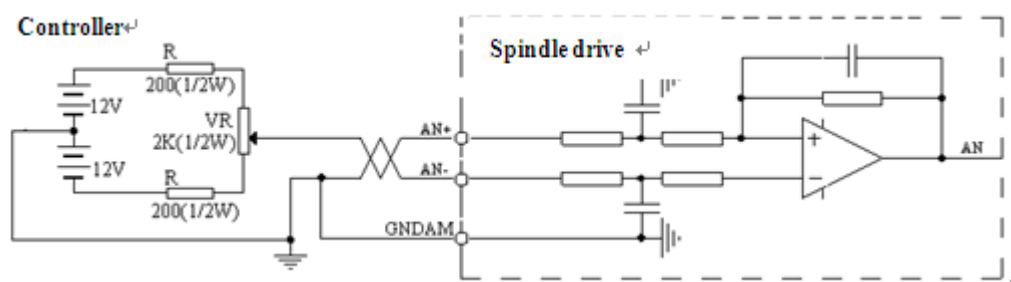 Controller↵
Spindle drive ↵
R
200(1/2W)
12V
VR
2K(1/2W)
12V
R
200(1/2W)
AN+
AN-
GNDAM
+
−
AN